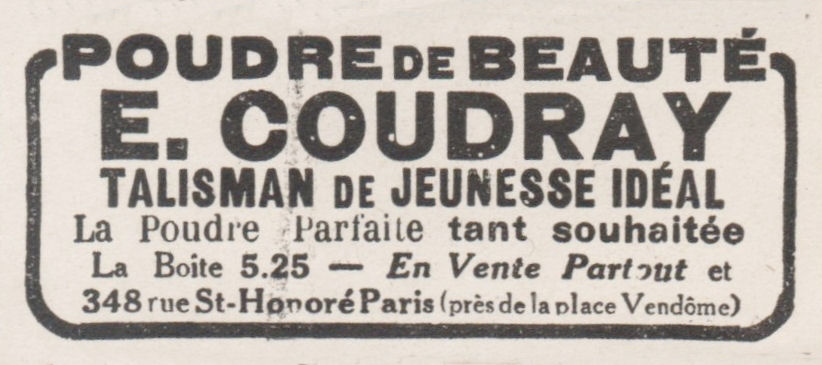 POUDRE DE BEAUTÉ
E. COUDRAY
TALISMAN DE JEUNESSE IDÉAL
La Poudre Parfaite tant souhaitée
La Boite 5.25 — En Vente Partout et
348 rue St-Honoré Paris (près de la place Vendôme)